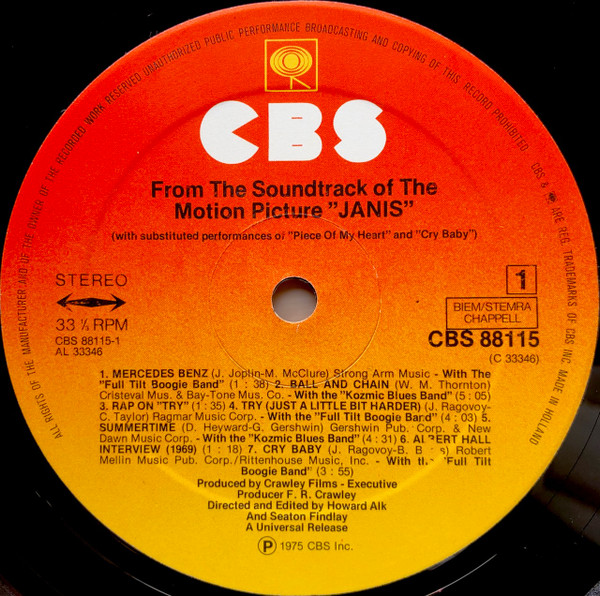 ALL RIGHTS OF THE MANUFACTURER AND OF THE OWNER OF THE RECORDED WORK RESERVED UNAUTHORIZED PUBLIC PERFORMANCE BROADCASTING AND COPYING OF THIS RECORD PROHIBITED
CBS & ARE REG. TRADEMARKS OF CBS INC. MADE IN HOLLAND
CBS
From The Soundtrack of The
Motion Picture "JANIS"
(with substituted performances of "Piece Of My Heart" and "Cry Baby")
STEREO
33 ⅓ RPM
CBS 88115-1
AL 33346
1
BIEM/STEMRA
CHAPPELL
CBS 88115
(C 33346)
1. MERCEDES BENZ (J. Joplin-M. McClure) Strong Arm Music - With The
"Full Tilt Boogie Band" (1 : 38) 2. BALL AND CHAIN (W. M. Thornton)
Cristeval Mus. & Bay-Tone Mus. Co. - With the "Kozmic Blues Band" (5 : 05)
3. RAP ON "TRY" (1 : 35) 4. TRY (JUST A LITTLE BIT HARDER) (J. Ragovoy-
C. Taylor) Ragmar Music Corp. - With the "Full Tilt Boogie Band" (4 : 03) 5.
SUMMERTIME (D. Heyward-G. Gershwin) Gershwin Pub. Corp. & New
Dawn Music Corp. - With the "Kozmic Blues Band" (4 : 31) 6. ALBERT HALL
INTERVIEW (1969) (1 : 18) 7. CRY BABY (J. Ragovoy-B. Robert
Mellin Music Pub. Corp./Rittenhouse Music, Inc. - With the "Full Tilt
Boogie Band" (3 : 55)
Produced by Crawley Films - Executive
Producer F. R. Crawley
Directed and Edited by Howard Alk
And Seaton Findlay
A Universal Release
Ⓟ 1975 CBS Inc.